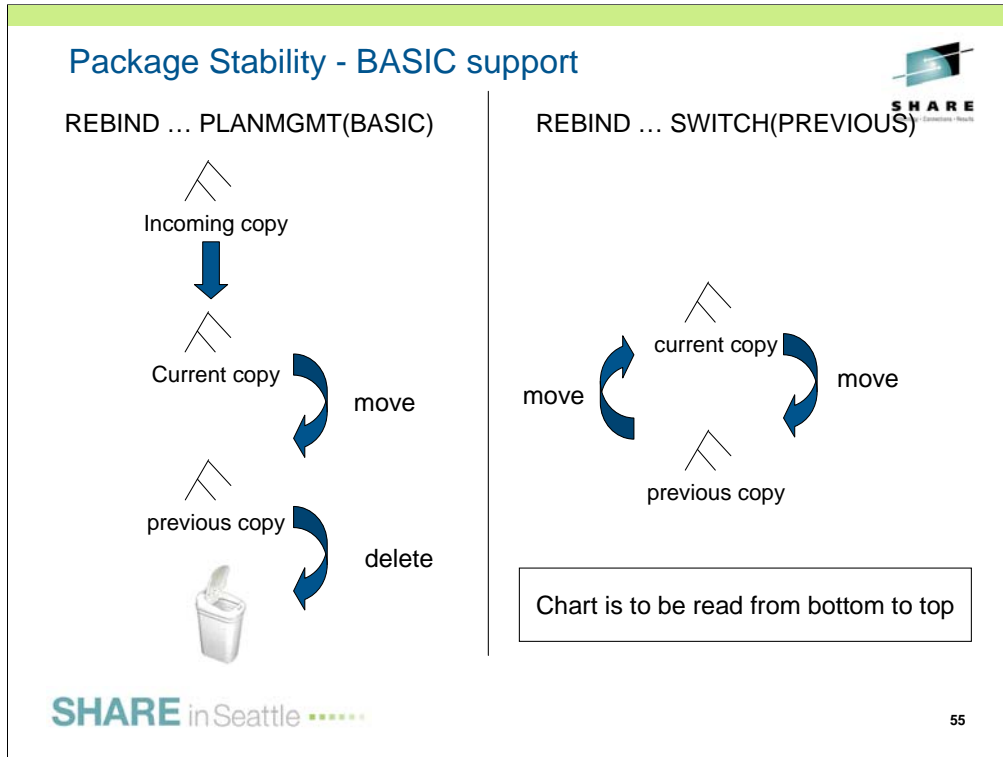 Package Stability - BASIC support
SHARE
REBIND … PLANMGMT(BASIC)
Incoming copy
Current copy
move
previous copy
delete
REBIND … SWITCH(PREVIOUS)
current copy
move
move
previous copy
Chart is to be read from bottom to top
SHARE in Seattle
55